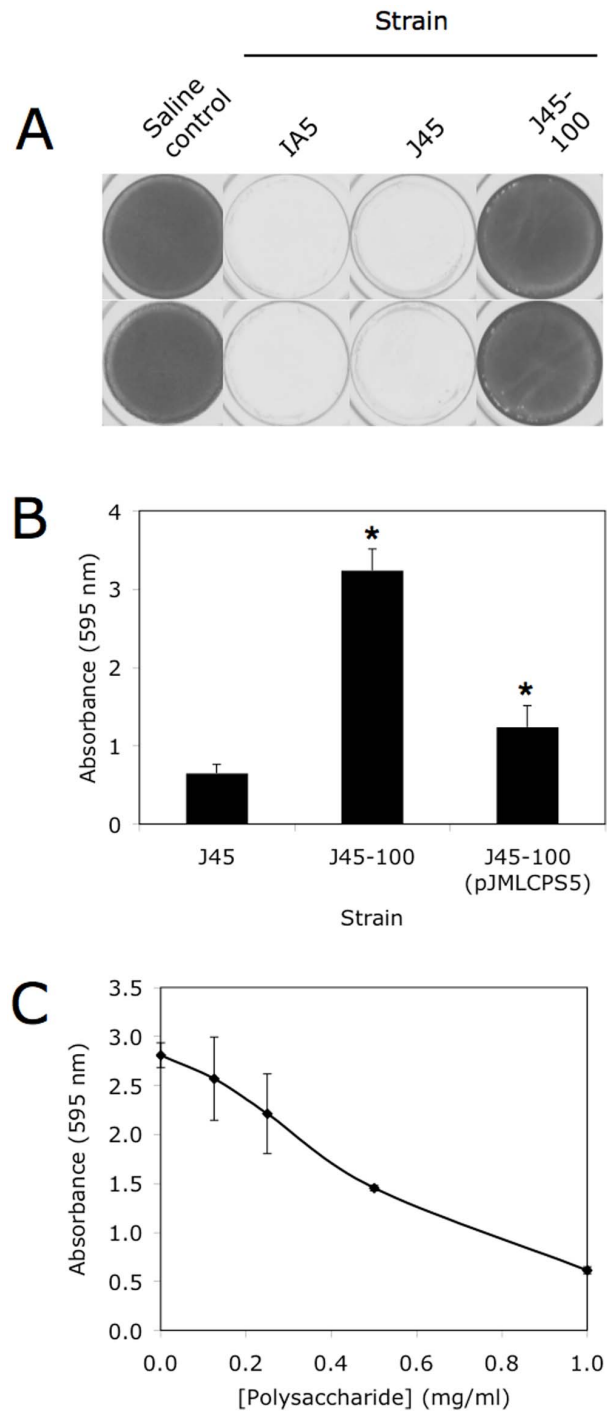 Strain
A
Saline control
IA5
J45
J45-100
B
Absorbance (595 nm)
4
3
2
1
0
*
*
J45
J45-100
J45-100
(pJMLCPS5)
Strain
C
Absorbance (595 nm)
3.5
3.0
2.5
2.0
1.5
1.0
0.5
0.0
0.0 0.2 0.4 0.6 0.8 1.0
[Polysaccharide] (mg/ml)